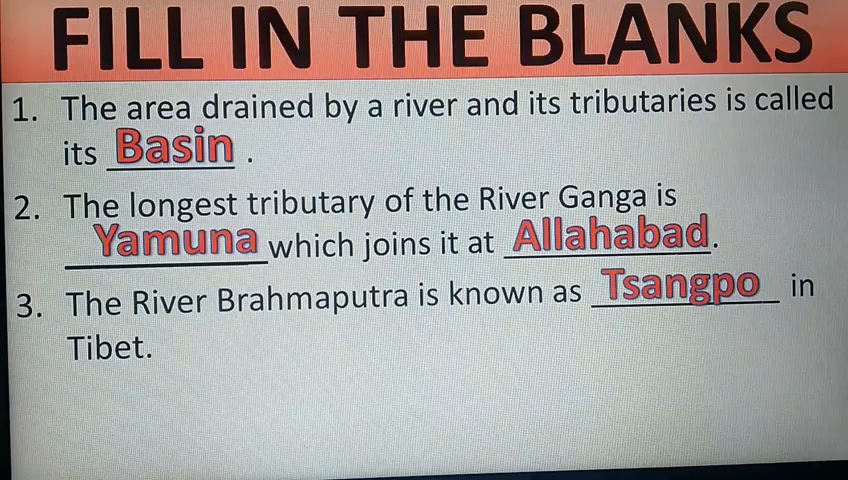 FILL IN THE BLANKS
1. The area drained by a river and its tributaries is called
its Basin .
2. The longest tributary of the River Ganga is
Yamuna which joins it at Allahabad.
3. The River Brahmaputra is known as Tsangpo in
Tibet.